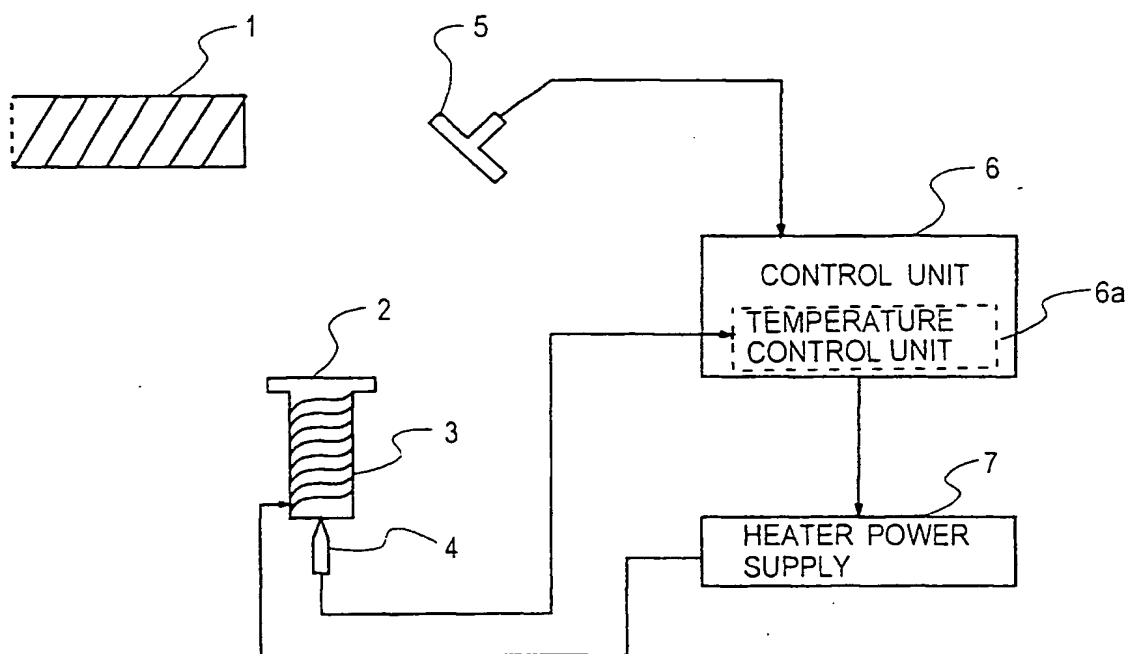 1
5
6
CONTROL UNIT
6a
TEMPERATURE
CONTROL UNIT
2
3
4
7
HEATER POWER
SUPPLY